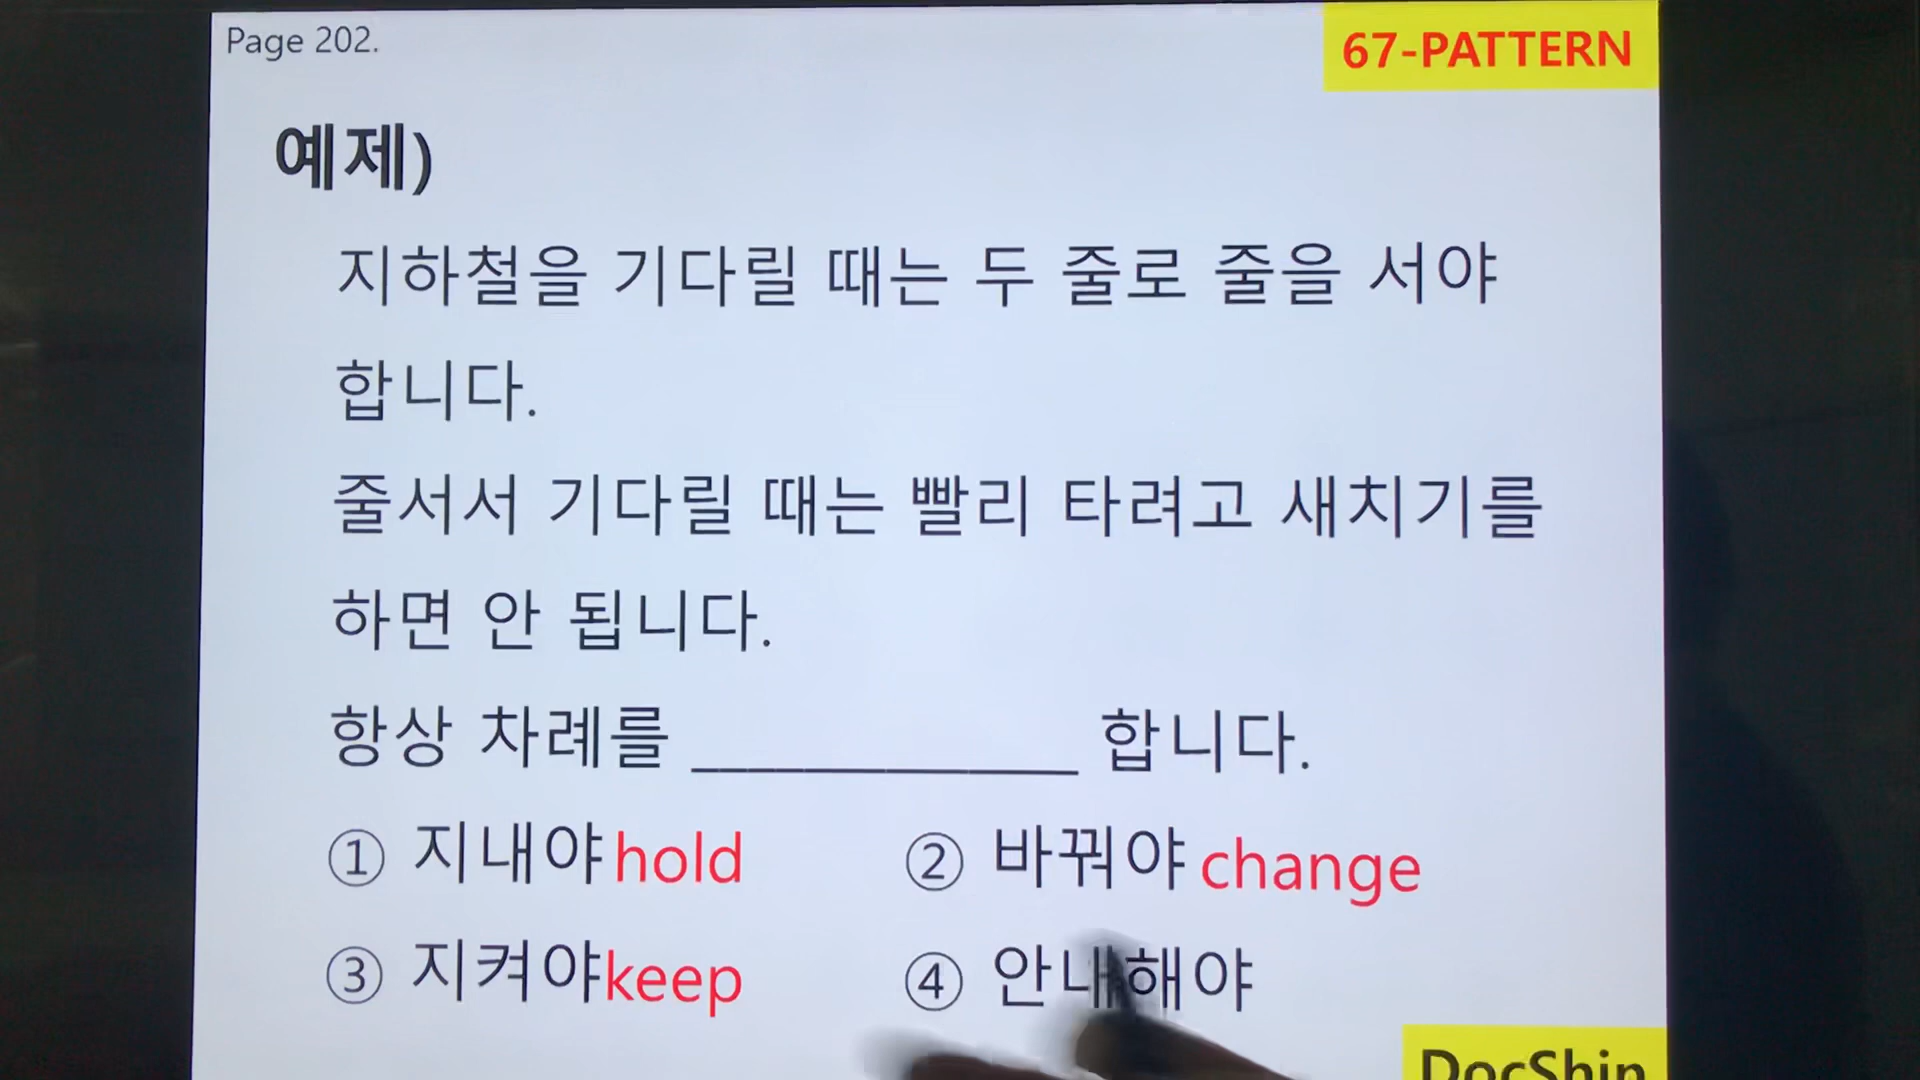 Page 202.
67-PATTERN
예제)
지하철을 기다릴 때는 두 줄로 줄을 서야
합니다.
줄서서 기다릴 때는 빨리 타려고 새치기를
하면 안 됩니다.
항상 차례를 ____________ 합니다.
① 지내야 hold ② 바꿔야 change
③ 지켜야 keep ④ 안내해야
DocShin